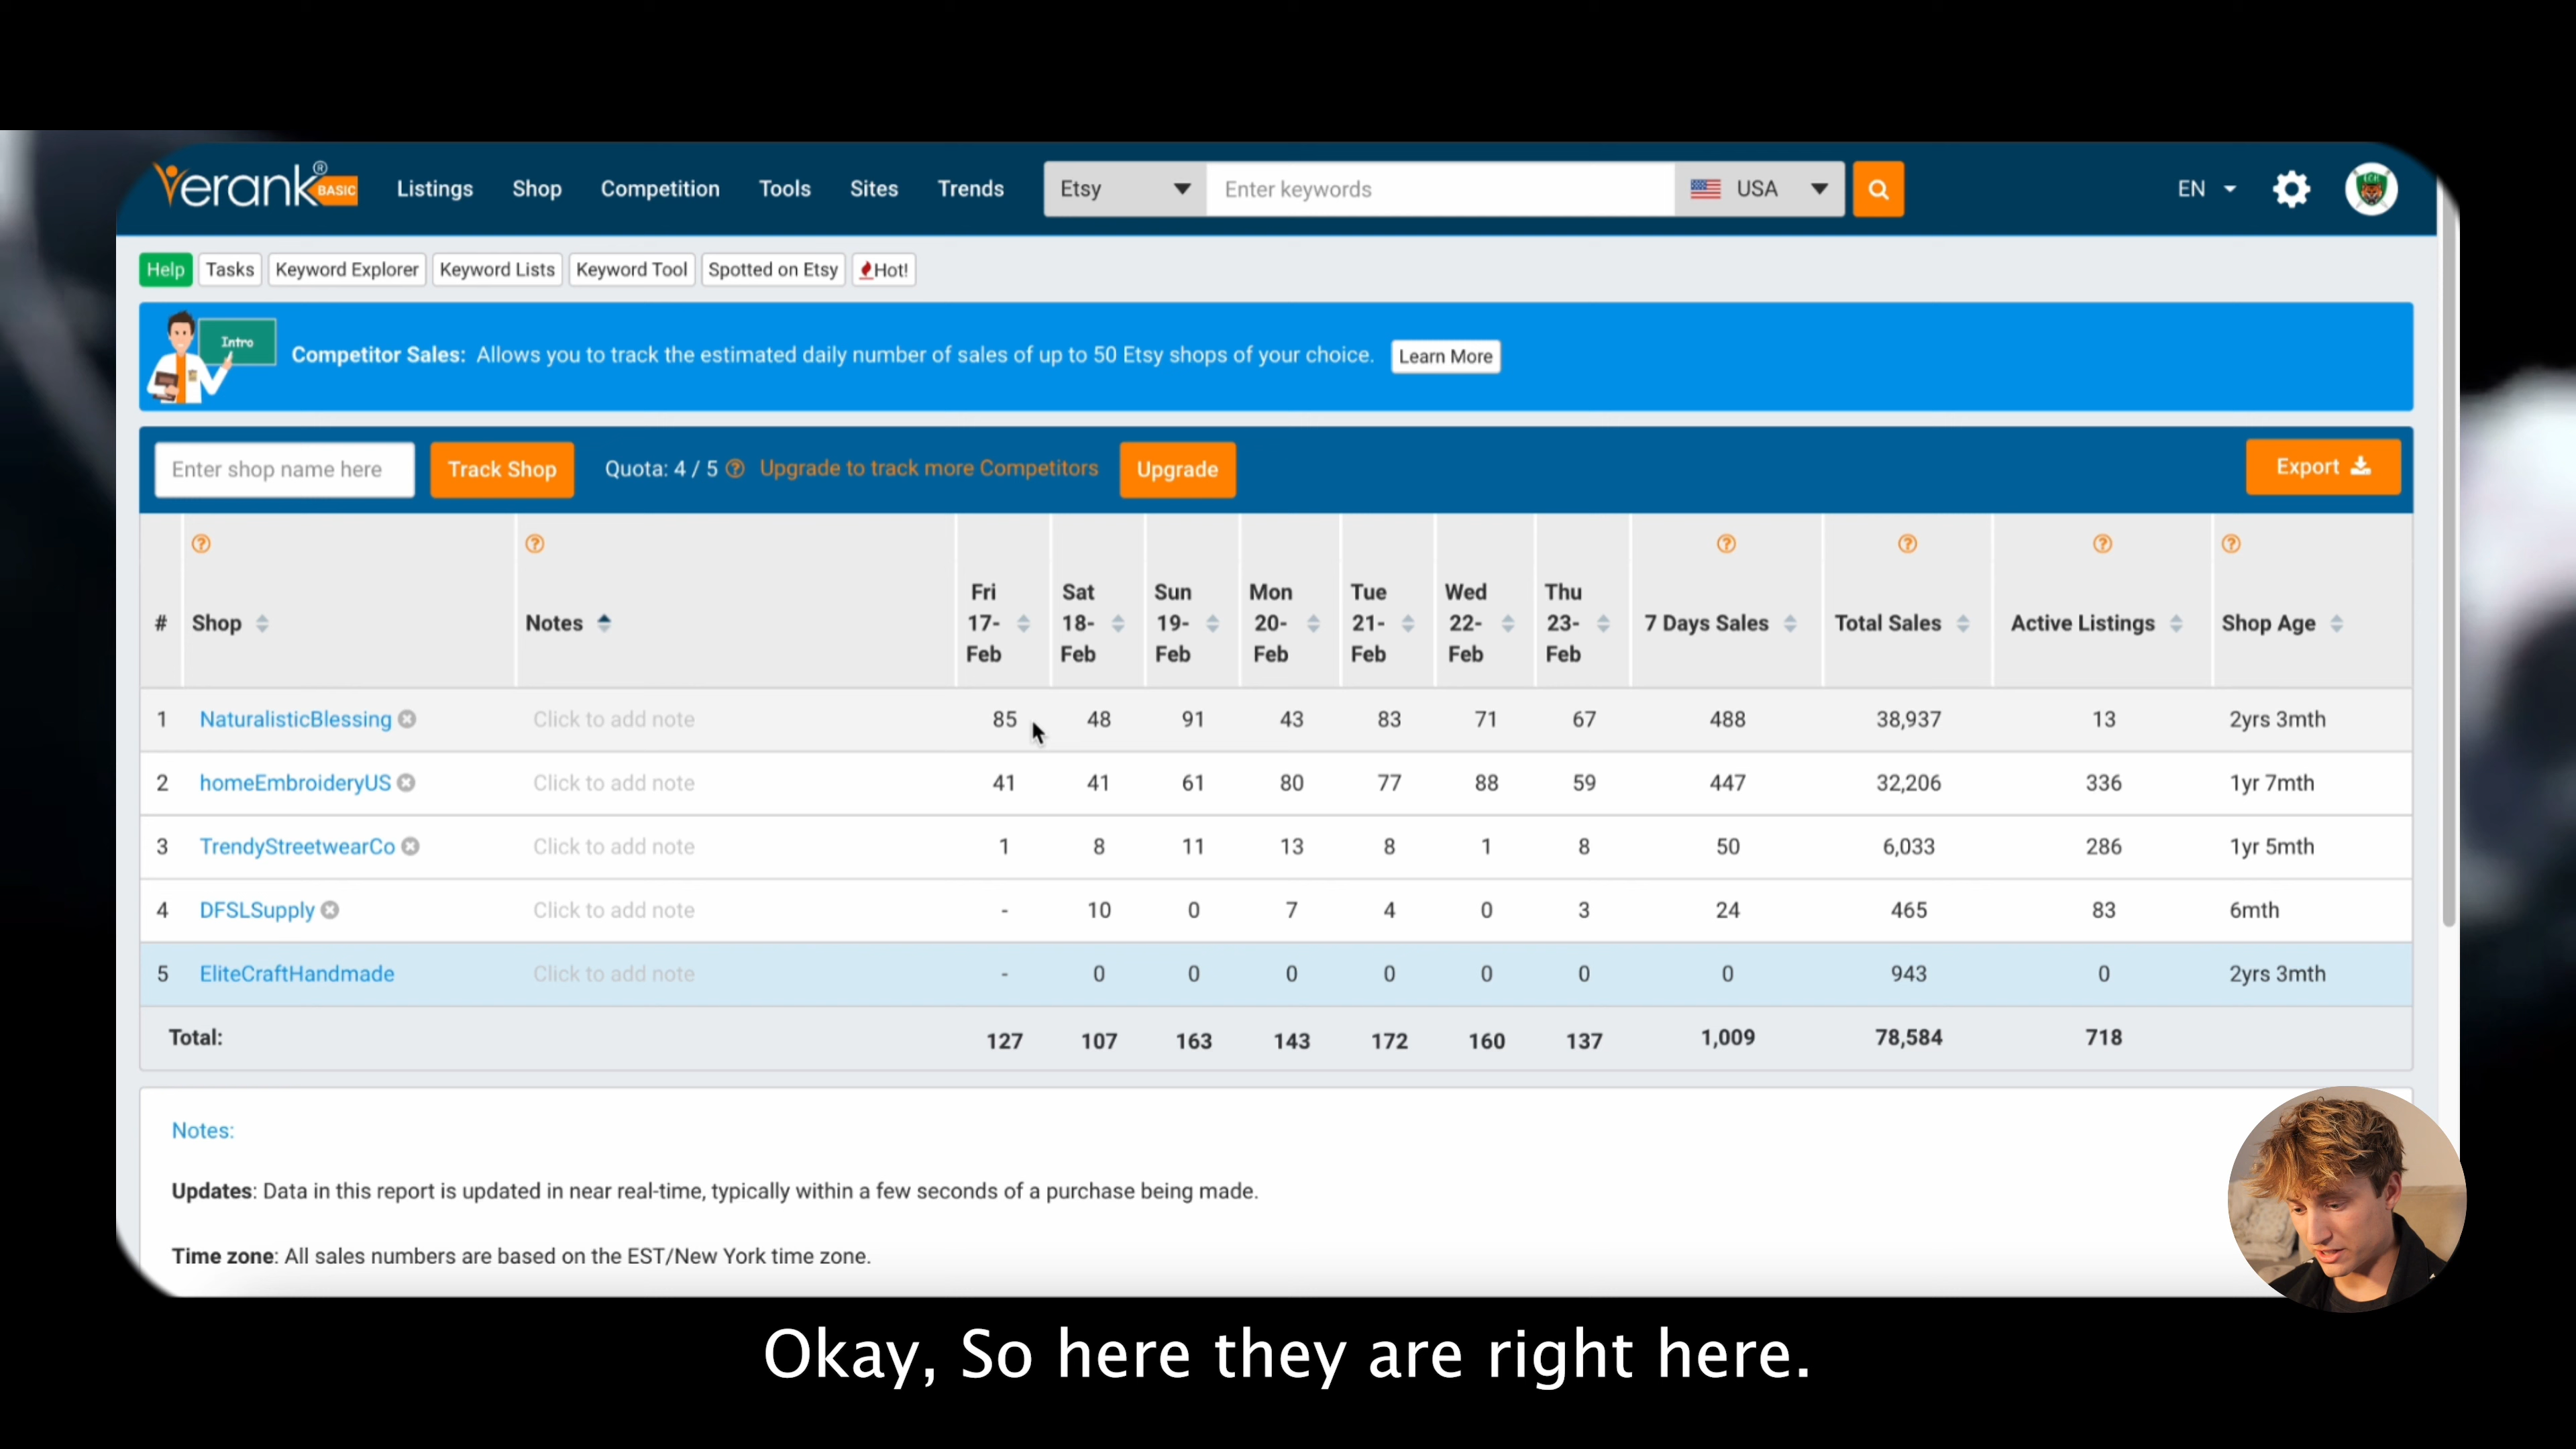 erank® BASIC Listings Shop Competition Tools Sites Trends Etsy Enter keywords USA EN
Help Tasks Keyword Explorer Keyword Lists Keyword Tool Spotted on Etsy Hot!
Intro
Competitor Sales: Allows you to track the estimated daily number of sales of up to 50 Etsy shops of your choice. Learn More
Enter shop name here Track Shop Quota: 4 / 5 ? Upgrade to track more Competitors Upgrade Export
? ? ? ? ? ?
# Shop Notes Fri 17-Feb Sat 18-Feb Sun 19-Feb Mon 20-Feb Tue 21-Feb Wed 22-Feb Thu 23-Feb 7 Days Sales Total Sales Active Listings Shop Age
1 NaturalisticBlessing Click to add note 85 48 91 43 83 71 67 488 38,937 13 2yrs 3mth
2 homeEmbroideryUS Click to add note 41 41 61 80 77 88 59 447 32,206 336 1yr 7mth
3 TrendyStreetwearCo Click to add note 1 8 11 13 8 1 8 50 6,033 286 1yr 5mth
4 DFSLSupply Click to add note - 10 0 7 4 0 3 24 465 83 6mth
5 EliteCraftHandmade Click to add note - 0 0 0 0 0 0 0 943 0 2yrs 3mth
Total: 127 107 163 143 172 160 137 1,009 78,584 718
Notes:
Updates: Data in this report is updated in near real-time, typically within a few seconds of a purchase being made.
Time zone: All sales numbers are based on the EST/New York time zone.
Okay, So here they are right here.